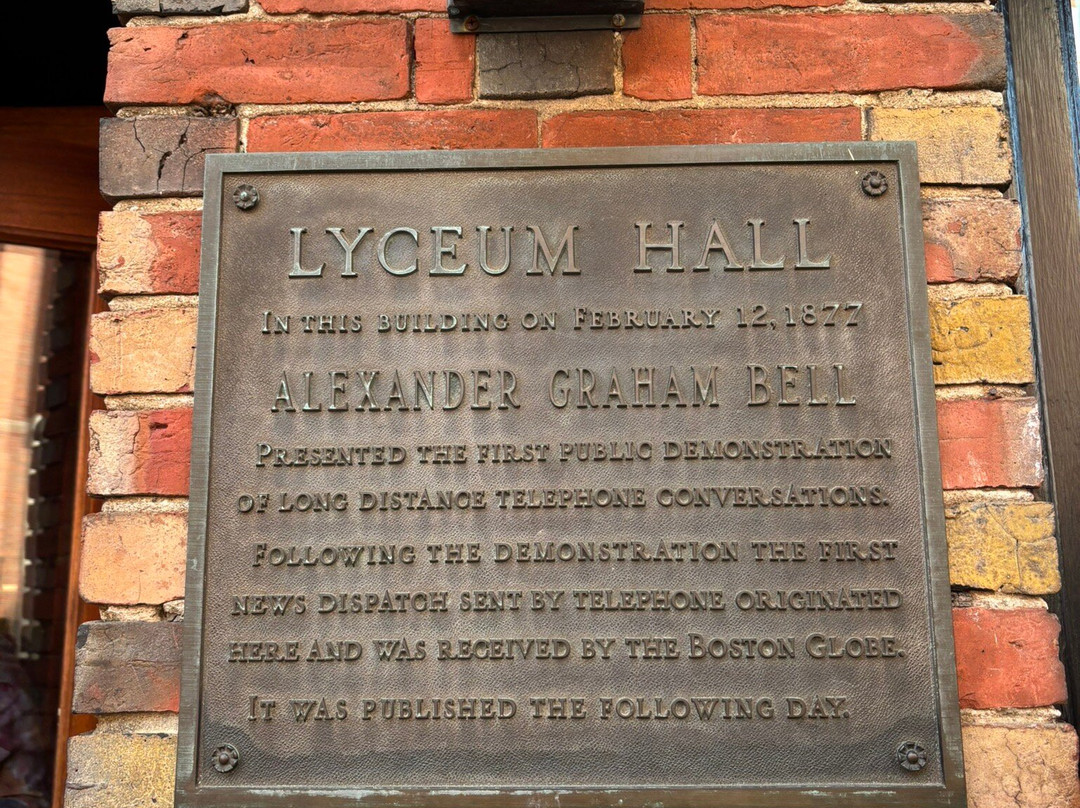 LYCEUM HALL
IN THIS BUILDING ON FEBRUARY 12, 1877
ALEXANDER GRAHAM BELL
PRESENTED THE FIRST PUBLIC DEMONSTRATION
OF LONG DISTANCE TELEPHONE CONVERSATIONS.
FOLLOWING THE DEMONSTRATION THE FIRST
NEWS DISPATCH SENT BY TELEPHONE ORIGINATED
HERE AND WAS RECEIVED BY THE BOSTON GLOBE.
IT WAS PUBLISHED THE FOLLOWING DAY.